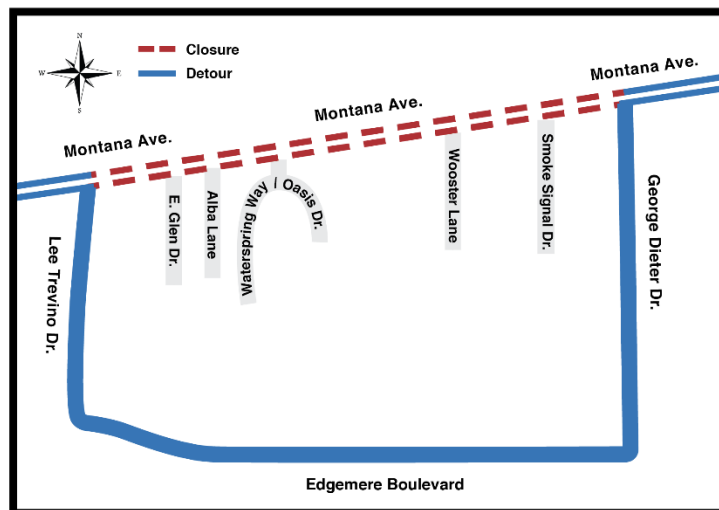 N
W
E
S
Closure
Detour
Montana Ave.
Montana Ave.
Montana Ave.
E. Glen Dr.
Alba Lane
Waterspring Way / Oasis Dr.
Wooster Lane
Smoke Signal Dr.
Lee Trevino Dr.
George Dieter Dr.
Edgemere Boulevard